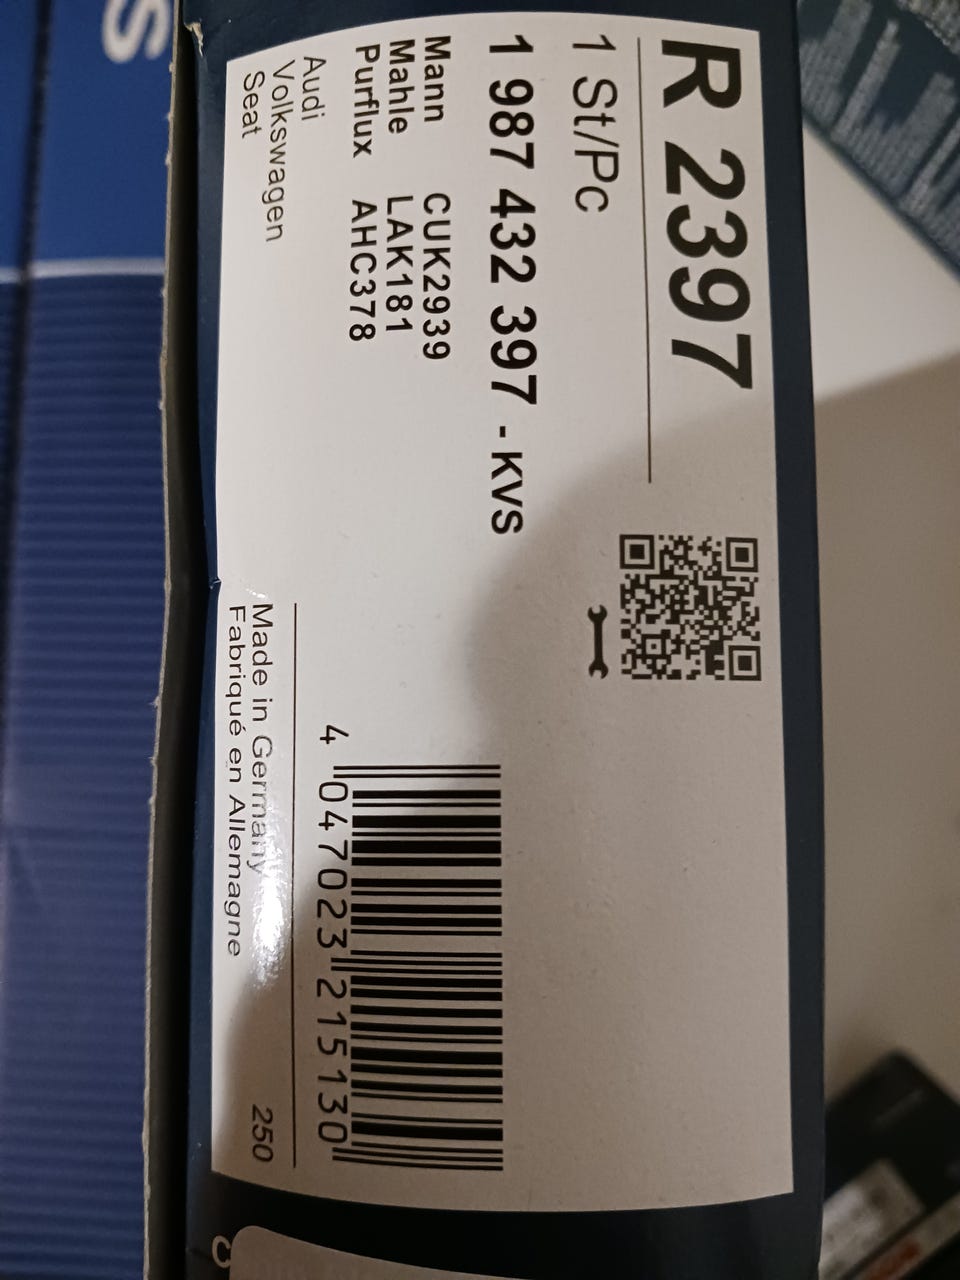 R 2397
1 St/Pc
1 987 432 397 - KVS
Mann CUK2939
Mahle LAK181
Purflux AHC378
Audi
Volkswagen
Seat
4 047023 215130
Made in Germany
Fabriqué en Allemagne
250
S